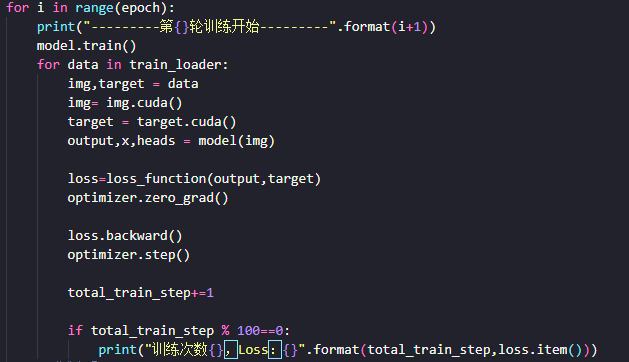 for i in range(epoch):
    print("---------第{}轮训练开始---------".format(i+1))
    model.train()
    for data in train_loader:
        img,target = data
        img= img.cuda()
        target = target.cuda()
        output,x,heads = model(img)
        loss=loss_function(output,target)
        optimizer.zero_grad()
        loss.backward()
        optimizer.step()
        total_train_step+=1
        if total_train_step % 100==0:
            print("训练次数{}，Loss：{}".format(total_train_step,loss.item()))